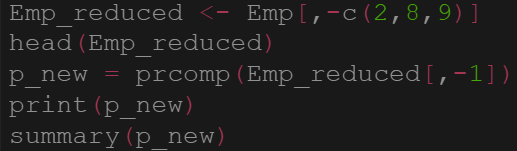 Emp_reduced <- Emp[,-c(2,8,9)]
head(Emp_reduced)
p_new = prcomp(Emp_reduced[,-1])
print(p_new)
summary(p_new)